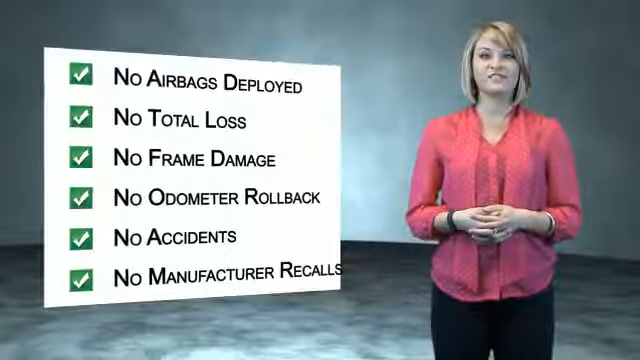 No Airbags Deployed
No Total Loss
No Frame Damage
No Odometer Rollback
No Accidents
No Manufacturer Recalls